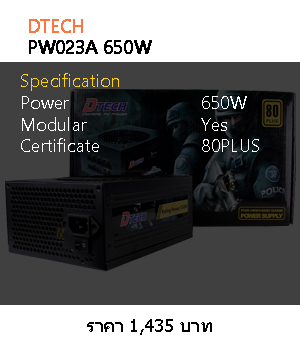 DTECH
PW023A 650W
Specification
Power 650W
Modular Yes
Certificate 80PLUS
DTECH
80
PLUS
POWER SUPPLY
DTECH
ราคา 1,435 บาท